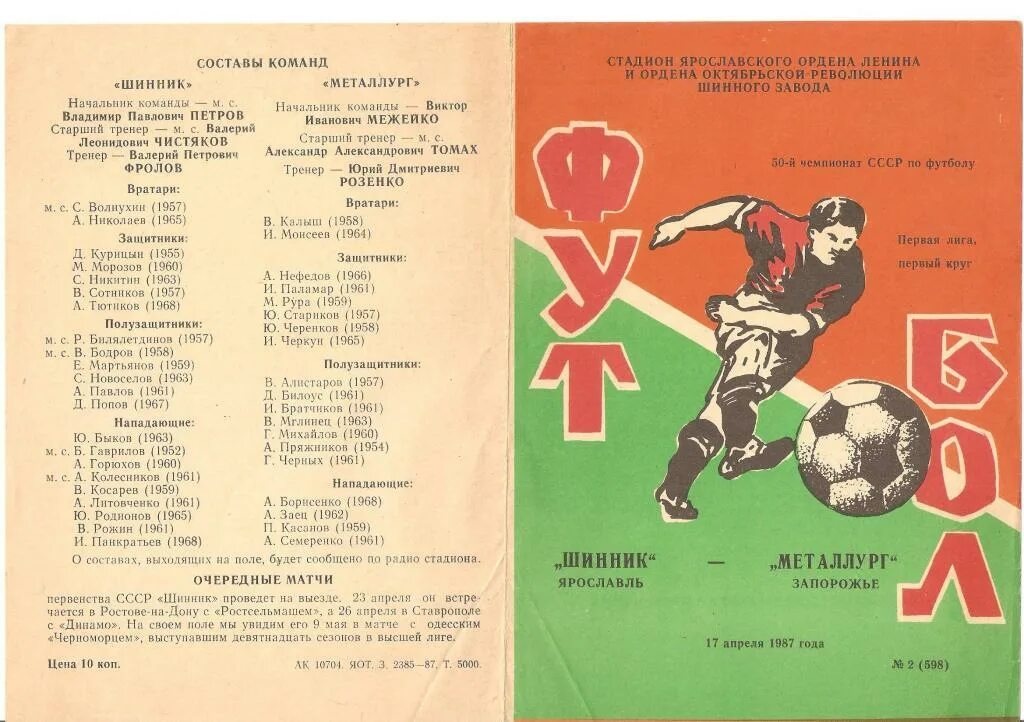 СОСТАВЫ КОМАНД
«ШИННИК»
Начальник команды — м. с.
Владимир Павлович ПЕТРОВ
Старший тренер — м. с. Валерий
Леонидович ЧИСТЯКОВ
Тренер — Валерий Петрович
ФРОЛОВ
Вратари:
м. с. С. Волнухин (1957)
А. Николаев (1965)
Защитники:
Д. Курицын (1955)
М. Морозов (1960)
С. Никитин (1963)
В. Сотников (1957)
А. Тютиков (1968)
Полузащитники:
м. с. Р. Билялетдинов (1957)
м. с. В. Бодров (1958)
Е. Мартьянов (1959)
С. Новоселов (1963)
А. Павлов (1961)
Д. Попов (1967)
Нападающие:
Ю. Быков (1963)
м. с. Б. Гаврилов (1952)
А. Горюхов (1960)
м. с. А. Колесников (1961)
В. Косарев (1959)
А. Литовченко (1961)
Ю. Родионов (1965)
В. Рожин (1961)
И. Панкратьев (1968)
«МЕТАЛЛУРГ»
Начальник команды — Виктор
Иванович МЕЖЕЙКО
Старший тренер — м. с.
Александр Александрович ТОМАХ
Тренер — Юрий Дмитриевич
РОЗЕНКО
Вратари:
В. Калыш (1958)
И. Моисеев (1964)
Защитники:
А. Нефедов (1966)
И. Паламар (1961)
М. Рура (1959)
Ю. Стариков (1957)
Ю. Черенков (1958)
И. Черкун (1965)
Полузащитники:
В. Алистаров (1957)
Д. Билоус (1961)
И. Братчиков (1961)
В. Мглинец (1963)
Г. Михайлов (1960)
А. Пряжников (1954)
Г. Черных (1961)
Нападающие:
А. Борисенко (1968)
А. Заец (1962)
П. Касанов (1959)
А. Семеренко (1961)
О составах, выходящих на поле, будет сообщено по радио стадиона.
ОЧЕРЕДНЫЕ МАТЧИ
первенства СССР «Шинник» проведет на выезде. 23 апреля он встре-
чается в Ростове-на-Дону с «Ростсельмашем», а 26 апреля в Ставрополе
с «Динамо». На своем поле мы увидим его 9 мая в матче с одесским
«Черноморцем», выступавшим девятнадцать сезонов в высшей лиге.
Цена 10 коп. АК 10704. ЯОТ. З. 2385—87. Т. 5000.
СТАДИОН ЯРОСЛАВСКОГО ОРДЕНА ЛЕНИНА
И ОРДЕНА ОКТЯБРЬСКОЙ РЕВОЛЮЦИИ
ШИННОГО ЗАВОДА
ФУТ
БОЛ
50-й чемпионат СССР по футболу
Первая лига,
первый круг
„ШИННИК“ — „МЕТАЛЛУРГ“
ЯРОСЛАВЛЬ ЗАПОРОЖЬЕ
17 апреля 1987 года
№ 2 (598)